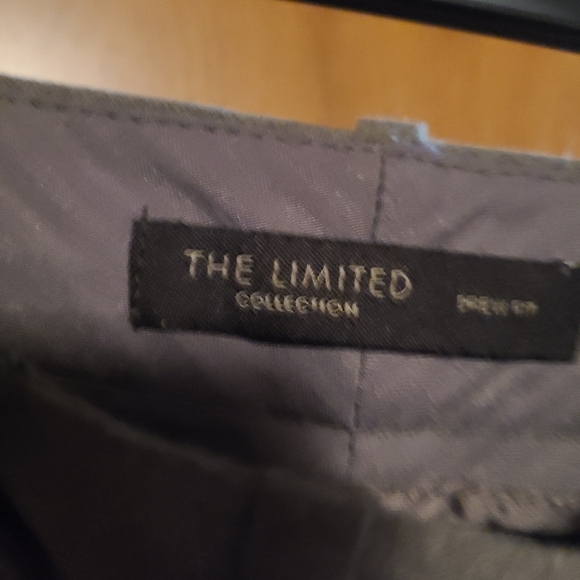 THE LIMITED
COLLECTION
DREW FIT